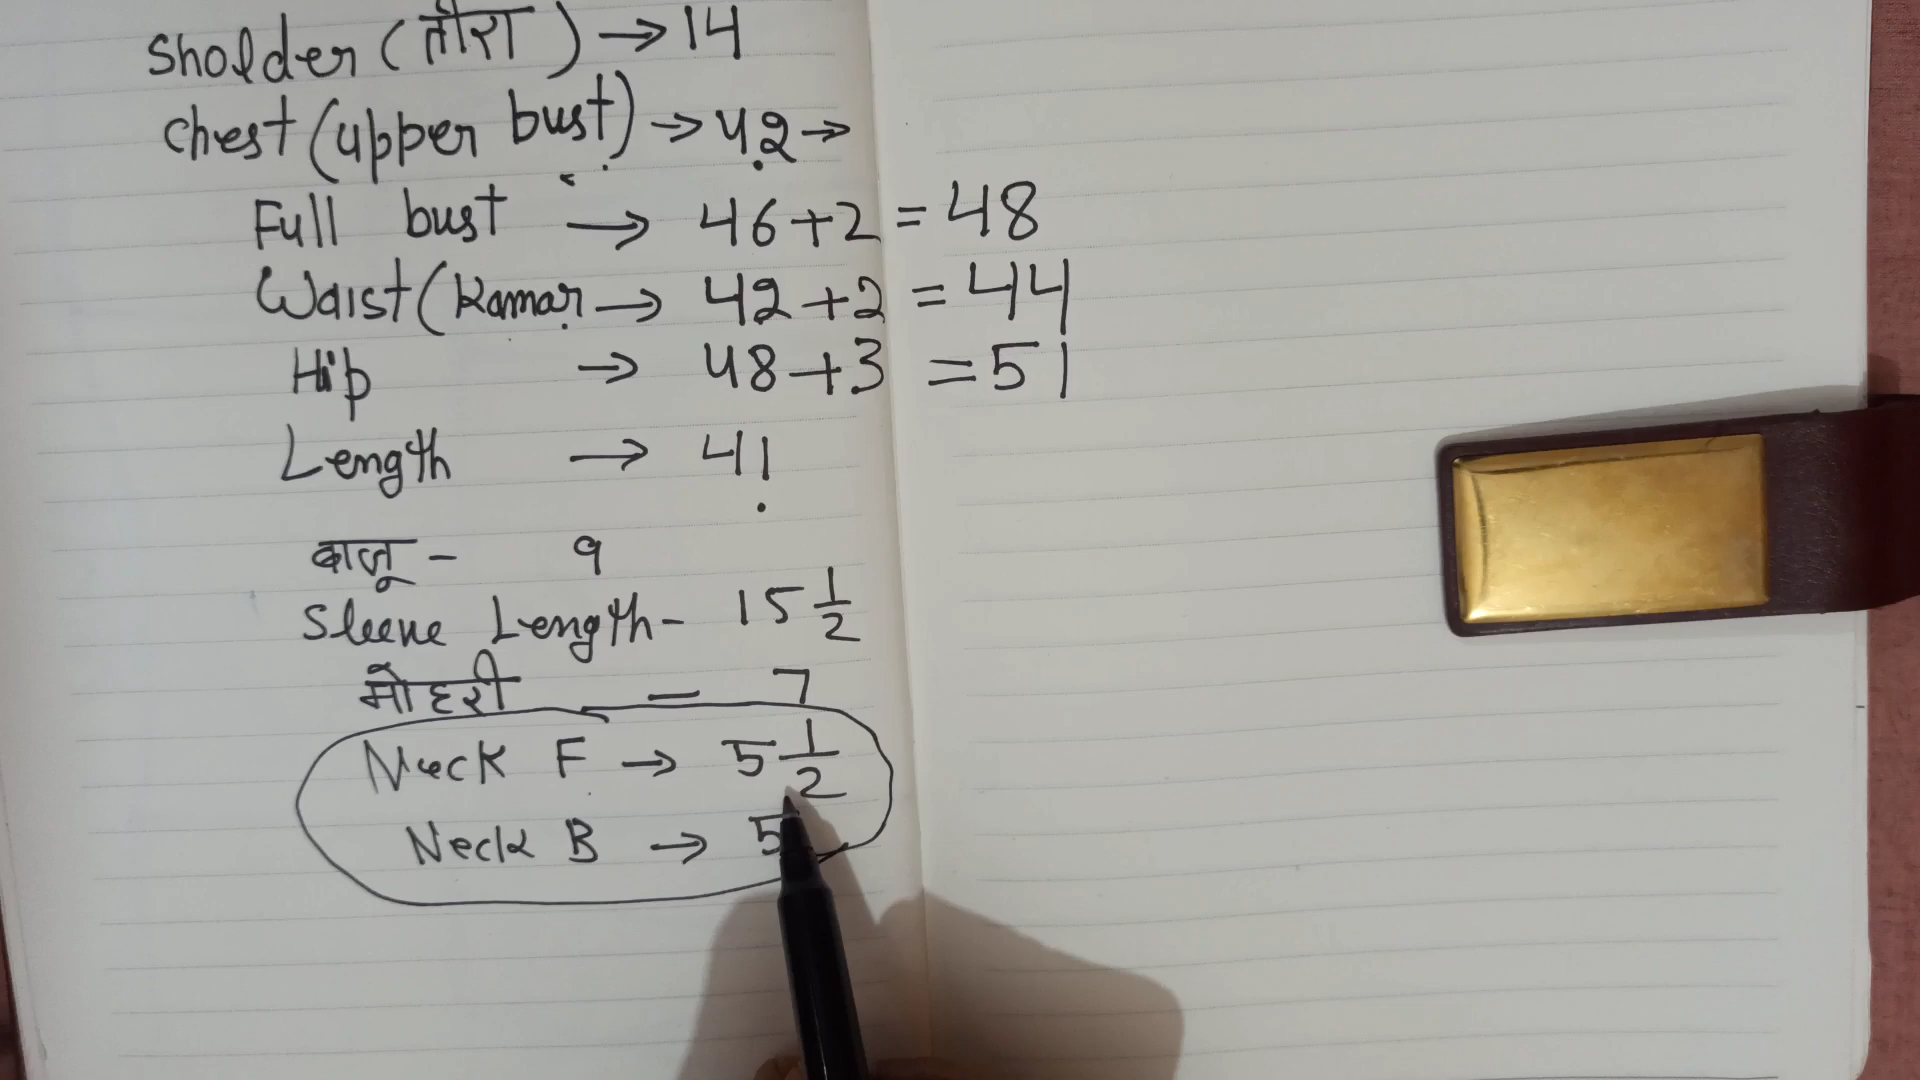 Sholder (तीरा) → 14
Chest (upper bust) → 42 →
Full bust → 46+2 = 48
Waist (Kamar → 42+2 = 44
Hip → 48+3 = 51
Length → 41
बाजू - 9
Sleeve Length - 15 1/2
मोहरी - 7
Neck F → 5 1/2
Neck B → 5